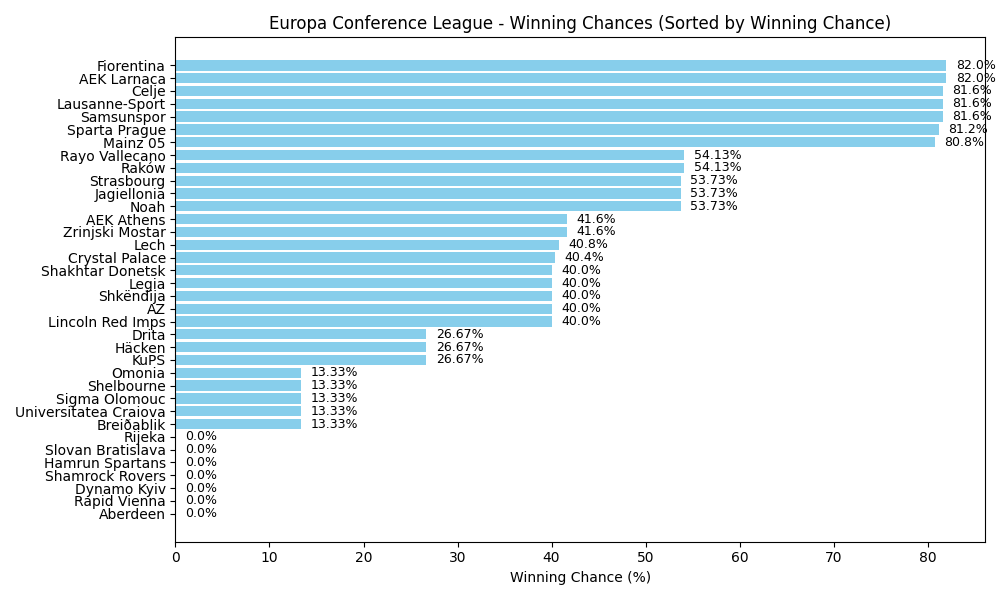 Europa Conference League - Winning Chances (Sorted by Winning Chance)
Fiorentina 82.0%
AEK Larnaca 82.0%
Celje 81.6%
Lausanne-Sport 81.6%
Samsunspor 81.6%
Sparta Prague 81.2%
Mainz 05 80.8%
Rayo Vallecano 54.13%
Raków 54.13%
Strasbourg 53.73%
Jagiellonia 53.73%
Noah 53.73%
AEK Athens 41.6%
Zrinjski Mostar 41.6%
Lech 40.8%
Crystal Palace 40.4%
Shakhtar Donetsk 40.0%
Legia 40.0%
Shkëndija 40.0%
AZ 40.0%
Lincoln Red Imps 40.0%
Drita 26.67%
Häcken 26.67%
KuPS 26.67%
Omonia 13.33%
Shelbourne 13.33%
Sigma Olomouc 13.33%
Universitatea Craiova 13.33%
Breiðablik 13.33%
Rijeka 0.0%
Slovan Bratislava 0.0%
Hamrun Spartans 0.0%
Shamrock Rovers 0.0%
Dynamo Kyiv 0.0%
Rapid Vienna 0.0%
Aberdeen 0.0%
0 10 20 30 40 50 60 70 80
Winning Chance (%)